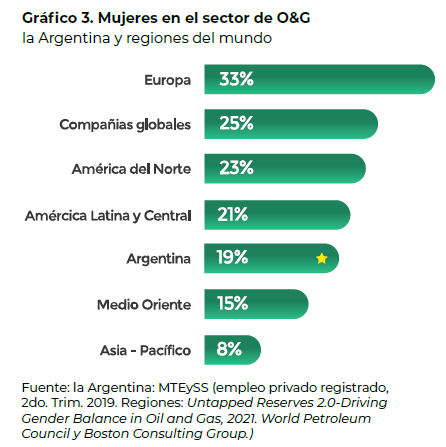 Gráfico 3. Mujeres en el sector de O&G
la Argentina y regiones del mundo
Europa 33%
Compañias globales 25%
América del Norte 23%
Amércica Latina y Central 21%
Argentina 19%
Medio Oriente 15%
Asia - Pacífico 8%
Fuente: la Argentina: MTEySS (empleo privado registrado,
2do. Trim. 2019. Regiones: Untapped Reserves 2.0-Driving
Gender Balance in Oil and Gas, 2021. World Petroleum
Council y Boston Consulting Group.)